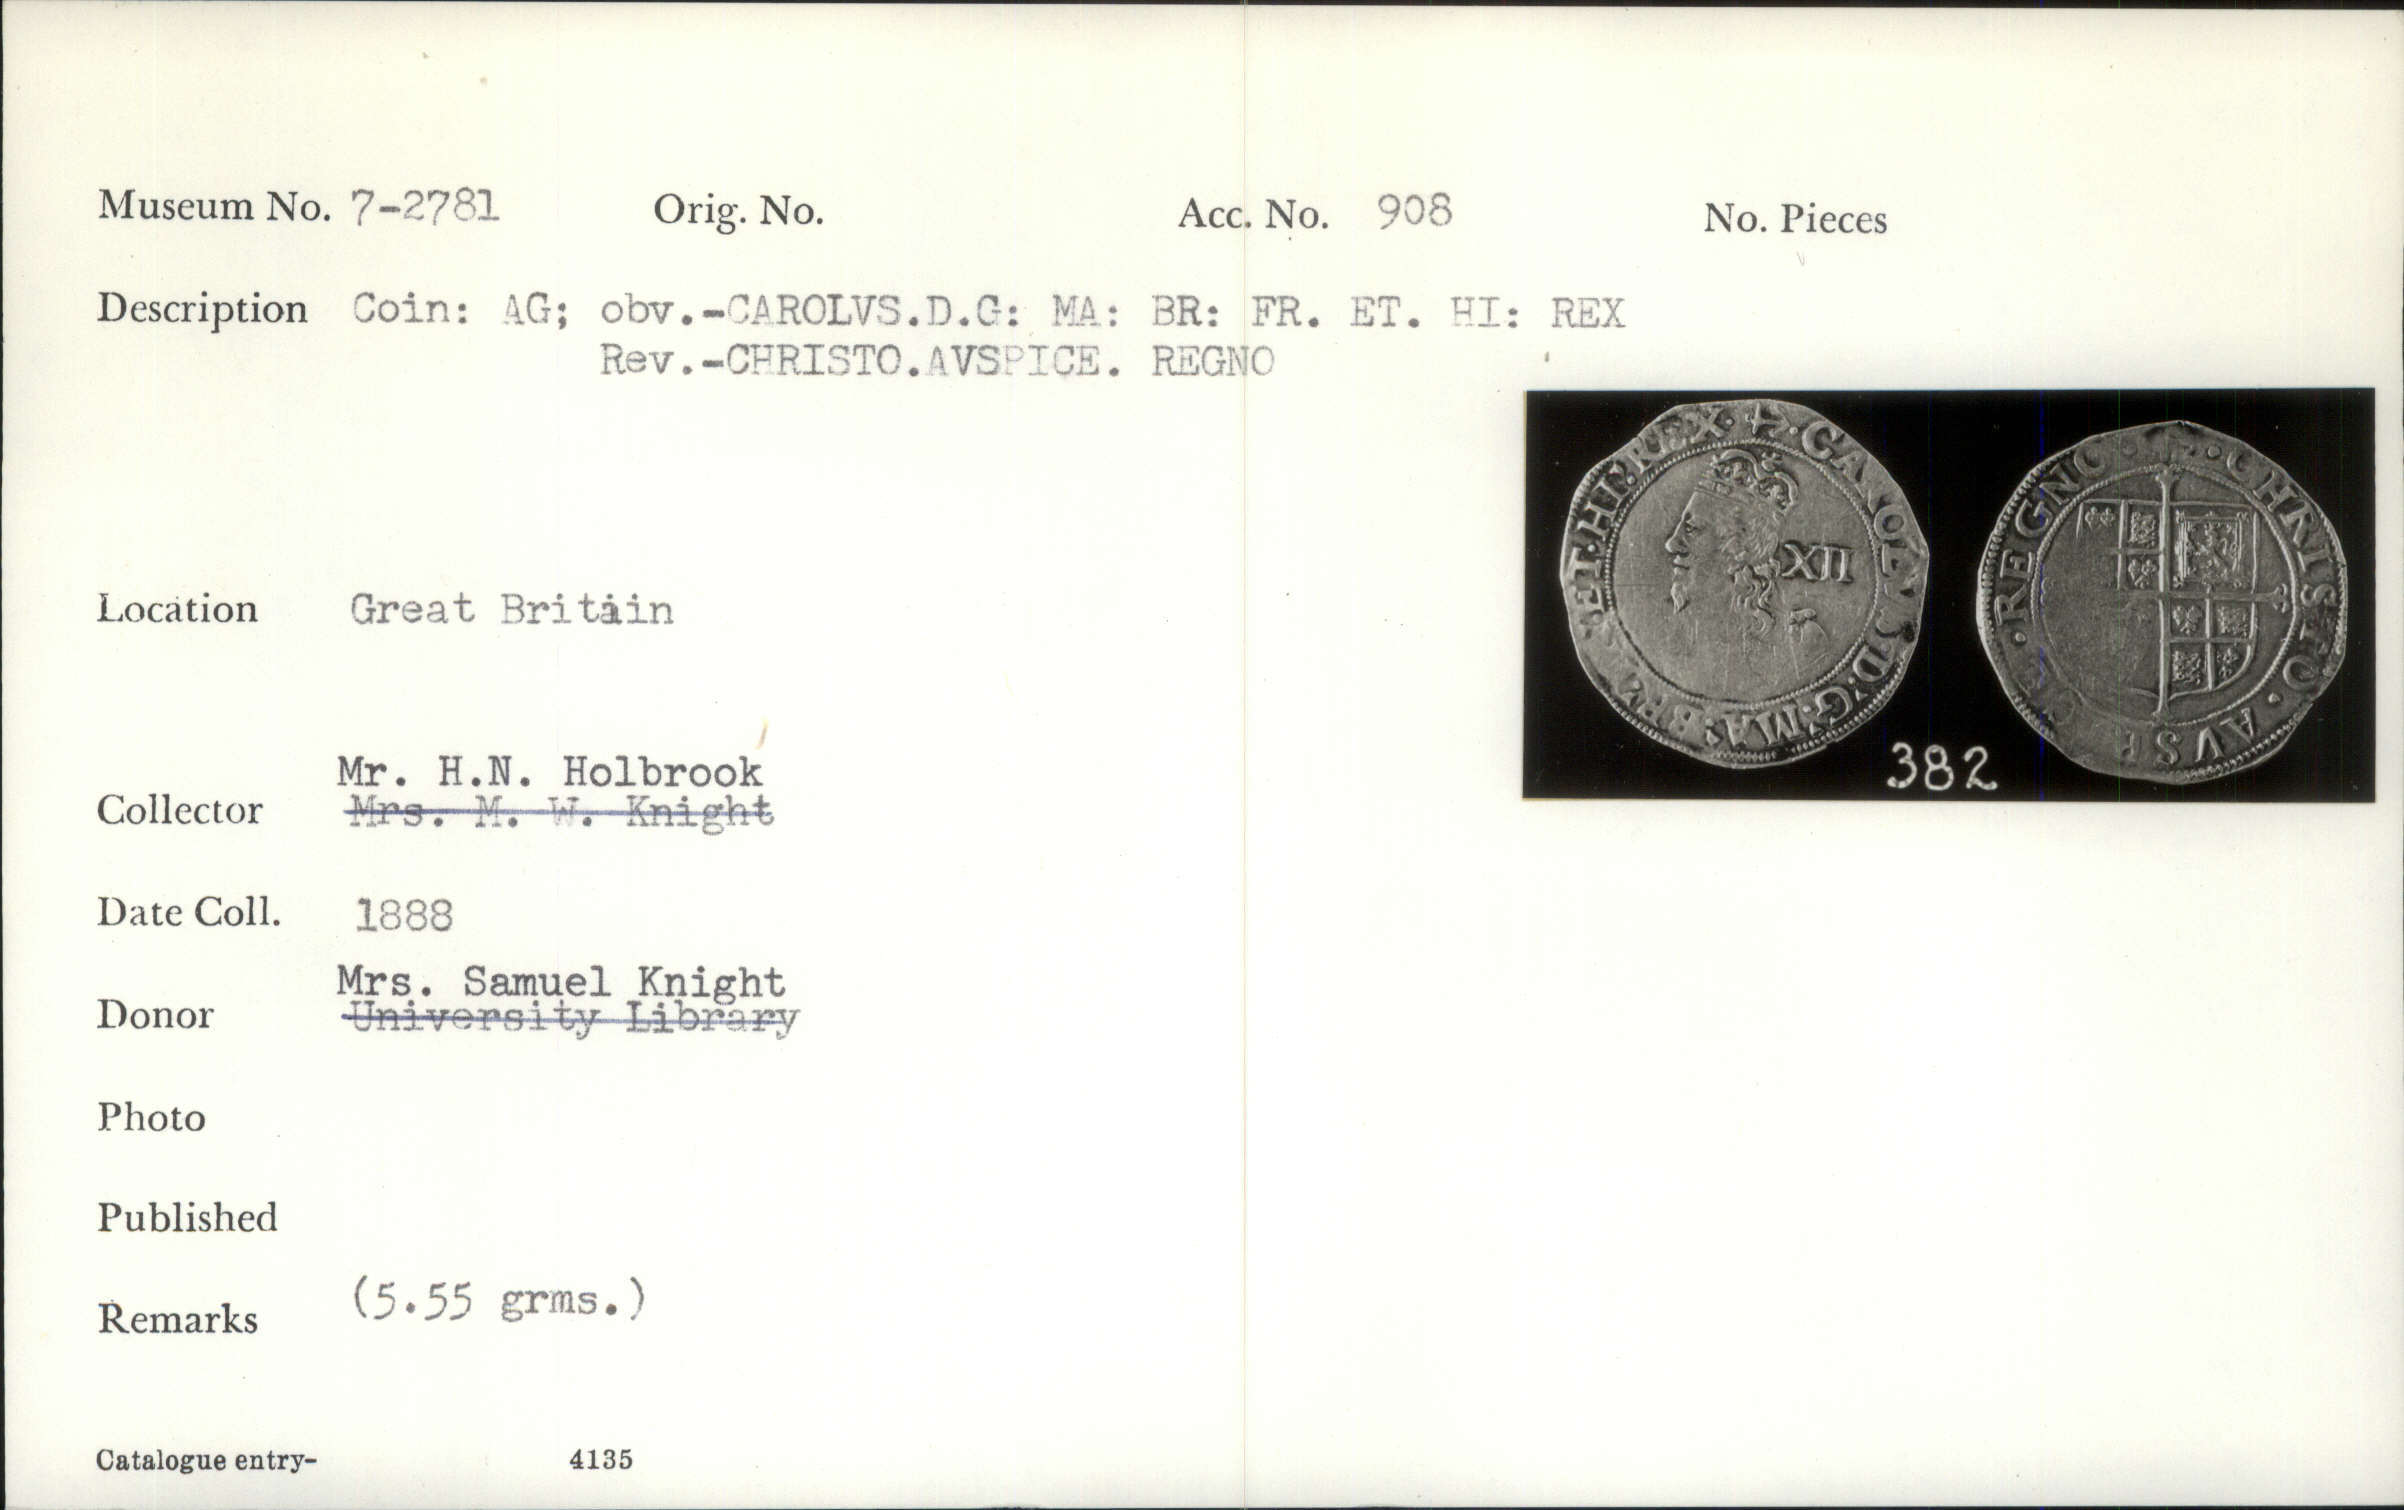 Museum No. 7-2781 Orig. No. Acc. No. 908 No. Pieces
Description Coin: AG; obv.-CAROLVS.D.G: MA: BR: FR. ET. HI: REX
Rev.-CHRISTO.AVSPICE. REGNO
XII
382
Location Great Britain
Mr. H.N. Holbrook
Collector Mrs. M. W. Knight
Date Coll. 1888
Mrs. Samuel Knight
Donor University Library
Photo
Published
Remarks (5.55 grms.)
Catalogue entry- 4135